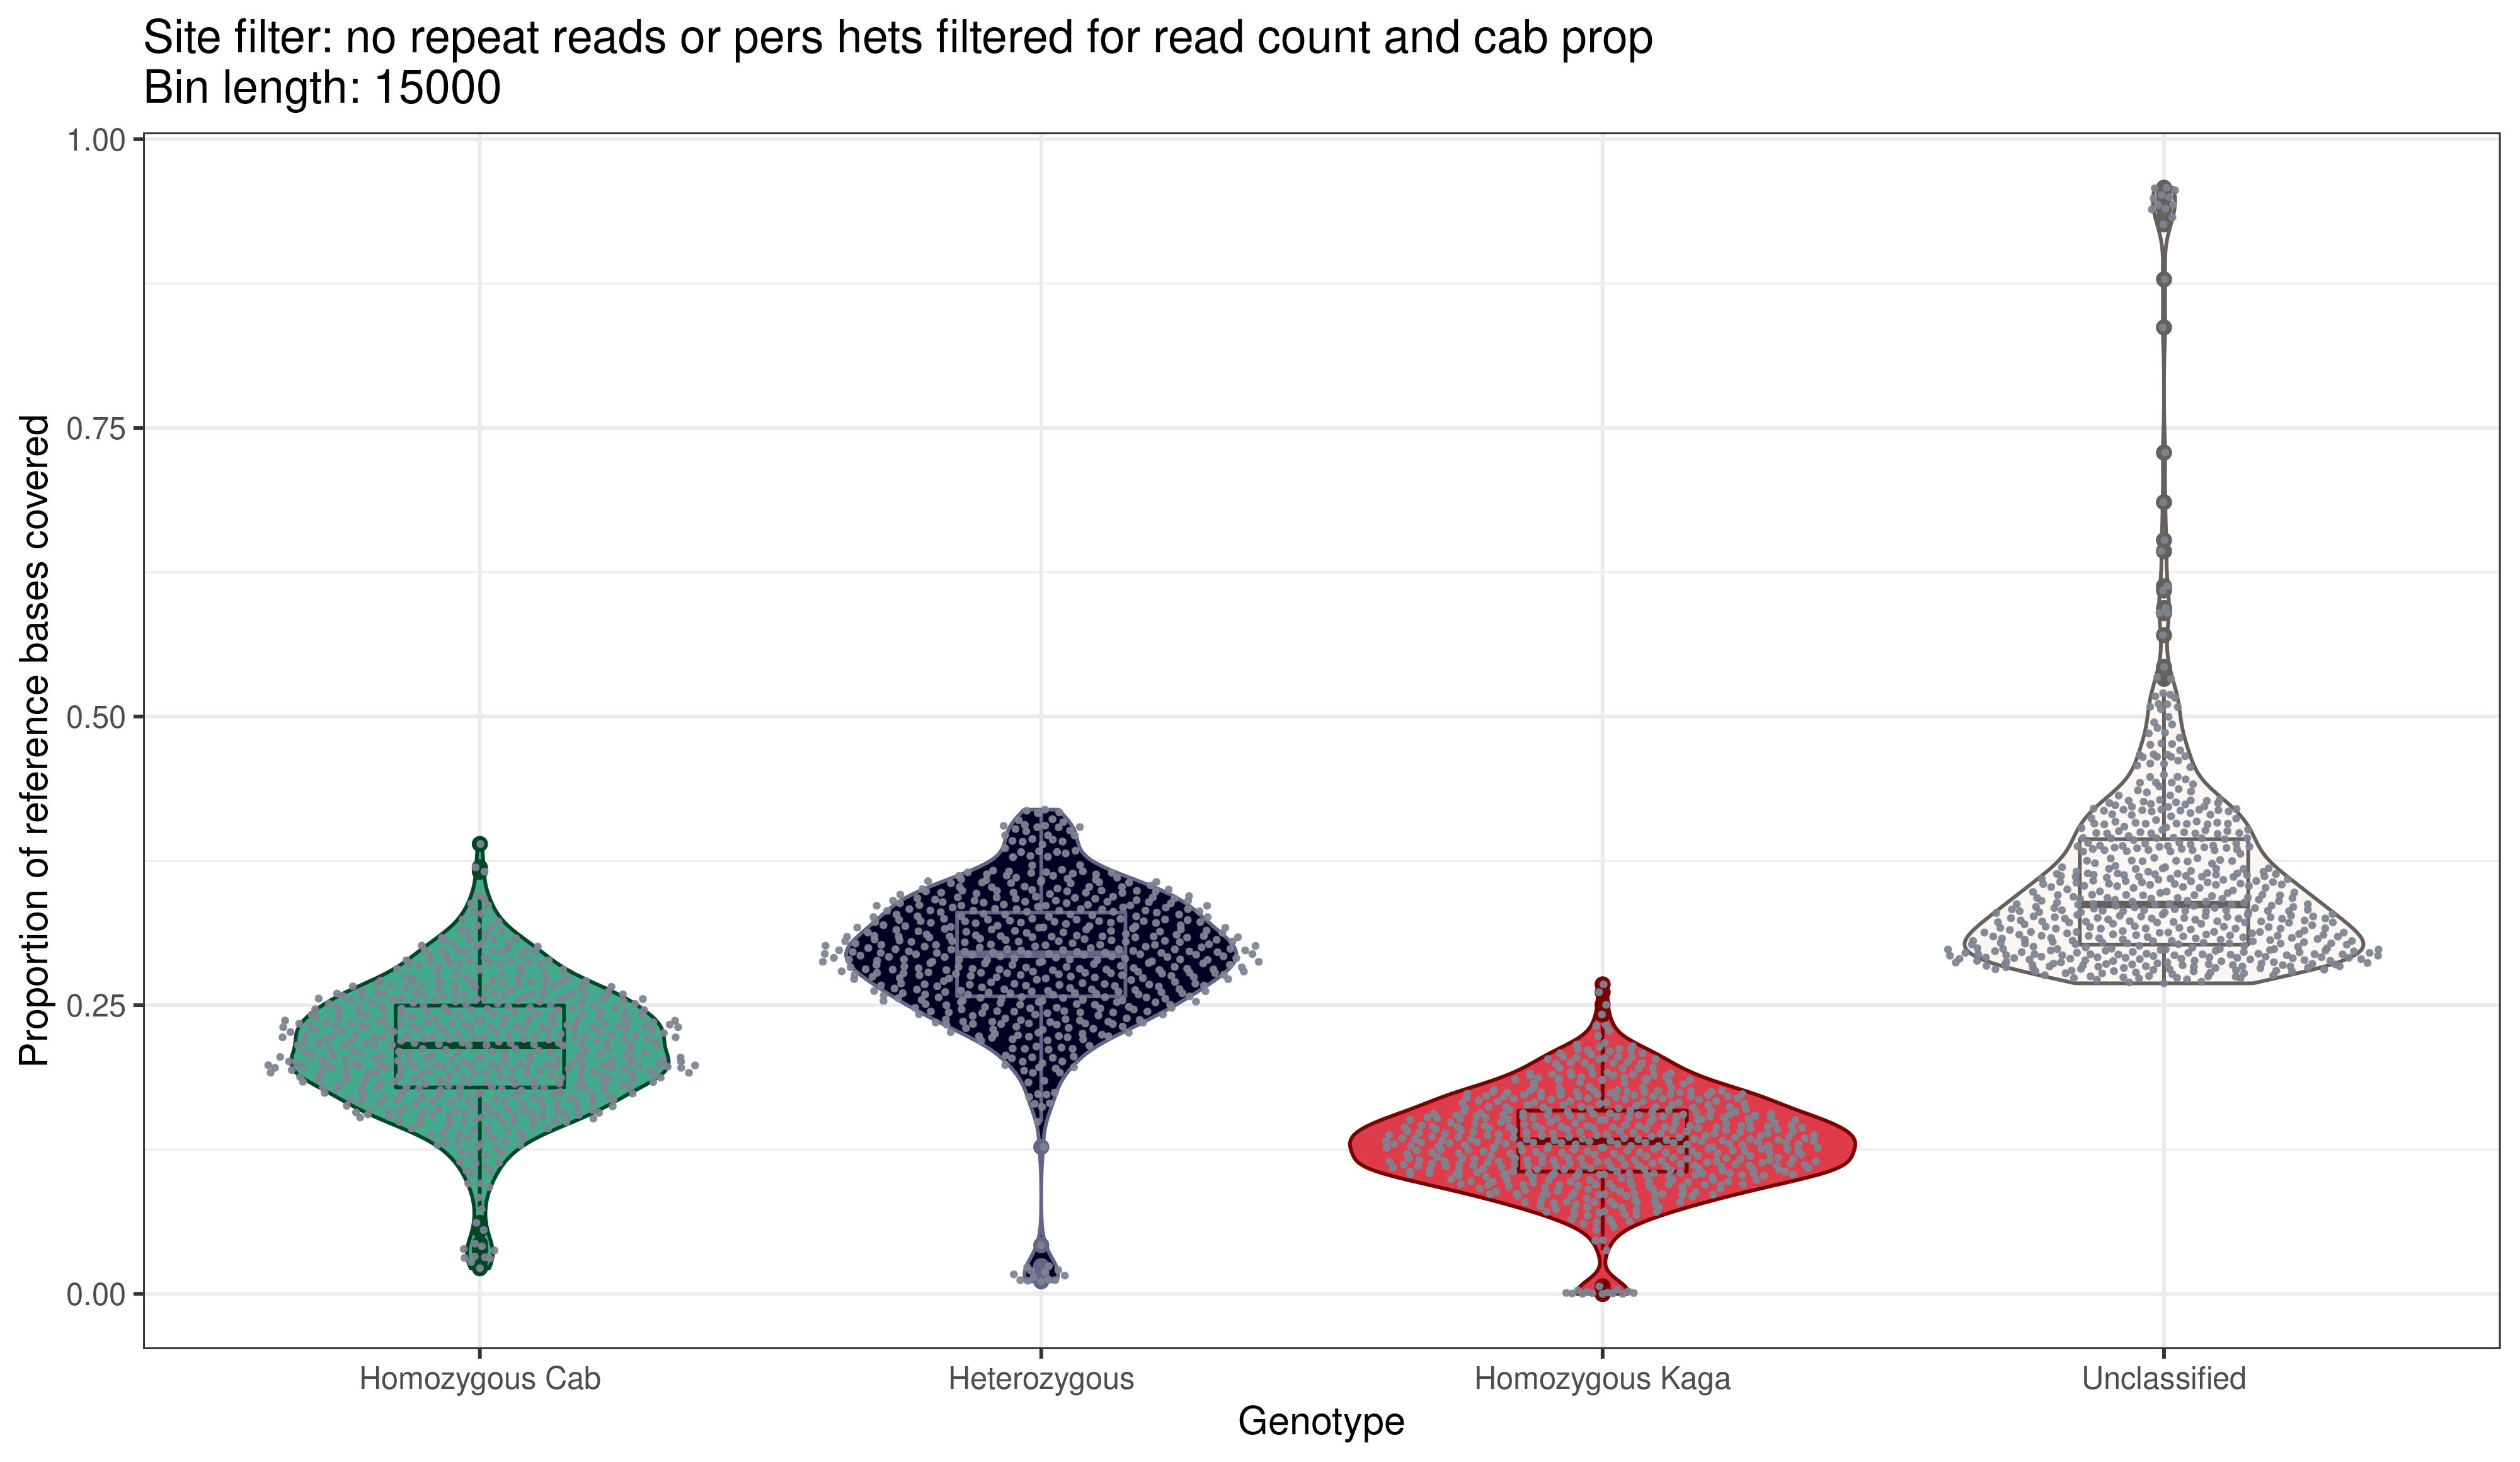 Site filter: no repeat reads or pers hets filtered for read count and cab prop
Bin length: 15000
Proportion of reference bases covered
1.00
0.75
0.50
0.25
0.00
Homozygous Cab
Heterozygous
Homozygous Kaga
Unclassified
Genotype